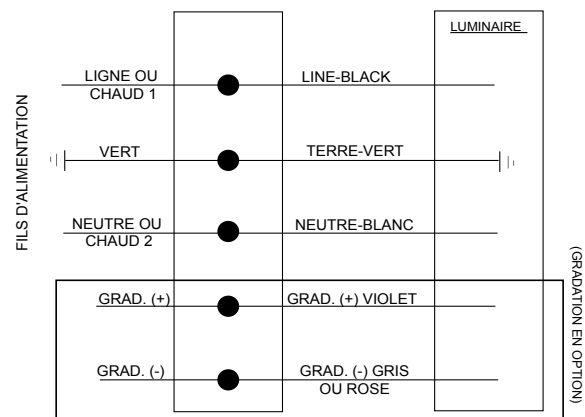 LUMINAIRE
LIGNE OU
CHAUD 1
LINE-BLACK
VERT
TERRE-VERT
NEUTRE OU
CHAUD 2
NEUTRE-BLANC
GRAD. (+)
GRAD. (+) VIOLET
GRAD. (-)
GRAD. (-) GRIS
OU ROSE
FILS D'ALIMENTATION
(GRADATION EN OPTION)